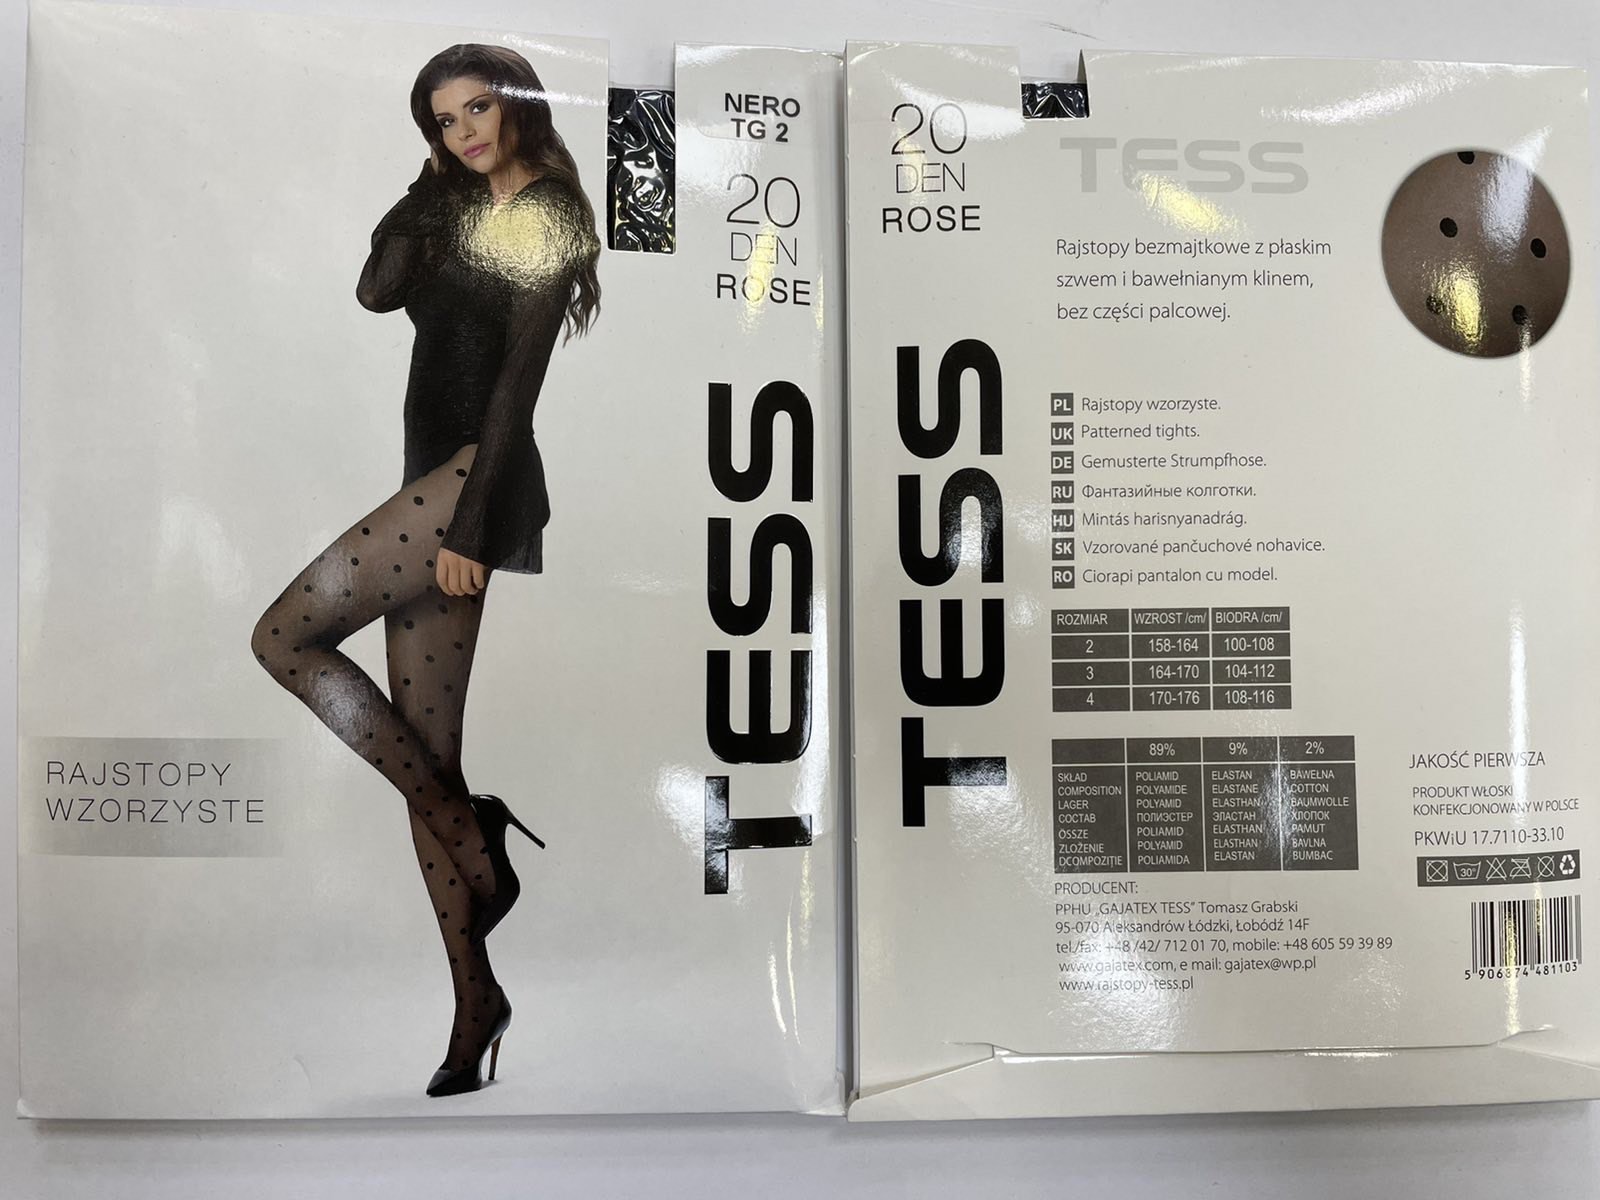 NERO
TG 2
20
DEN
ROSE
TESS
RAJSTOPY
WZORZYSTE
20
DEN
ROSE
TESS
TESS
Rajstopy bezmajtkowe z płaskim
szwem i bawełnianym klinem,
bez części palcowej.
PL Rajstopy wzorzyste.
UK Patterned tights.
DE Gemusterte Strumpfhose.
RU Фантазийные колготки.
HU Mintás harisnyanadrág.
SK Vzorované pančuchové nohavice.
RO Ciorapi pantalon cu model.
ROZMIAR WZROST /cm/ BIODRA /cm/
2 158-164 100-108
3 164-170 104-112
4 170-176 108-116
89% 9% 2%
SKŁAD POLIAMID ELASTAN BAWEŁNA
COMPOSITION POLYAMIDE ELASTANE COTTON
LAGER POLYAMID ELASTHAN BAUMWOLLE
СОСТАВ ПОЛИЭСТЕР ЭЛАСТАН ХЛОПОК
ÖSSZE POLIAMID ELASTHAN PAMUT
ZLOŽENIE POLYAMID ELASTHAN BAVLNA
DCOMPOZIȚIE POLIAMIDA ELASTAN BUMBAC
JAKOŚĆ PIERWSZA
PRODUKT WŁOSKI
KONFEKCJONOWANY W POLSCE
PKWiU 17.7110-33.10
30°
PRODUCENT:
PPHU „GAJATEX TESS" Tomasz Grabski
95-070 Aleksandrów Łódzki, Łobódź 14F
tel./fax: +48 /42/ 712 01 70, mobile: +48 605 59 39 89
www.gajatex.com, e mail: gajatex@wp.pl
www.rajstopy-tess.pl
5 906374 481103